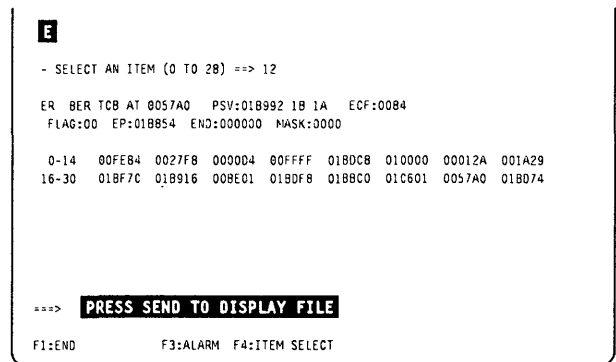 E
- SELECT AN ITEM (0 TO 28) ==> 12
ER BER TCB AT 0057A0 PSV:01B992 1B 1A ECF:0084
FLAG:00 EP:01B854 END:000000 MASK:0000
0-14 00FE84 0027F8 0000D4 00FFFF 01BDC8 010000 00012A 001A29
16-30 01BF7C 01B916 00BE01 01BDF8 01BBC0 01C601 0057A0 01BD74
===> PRESS SEND TO DISPLAY FILE
F1:END F3:ALARM F4:ITEM SELECT